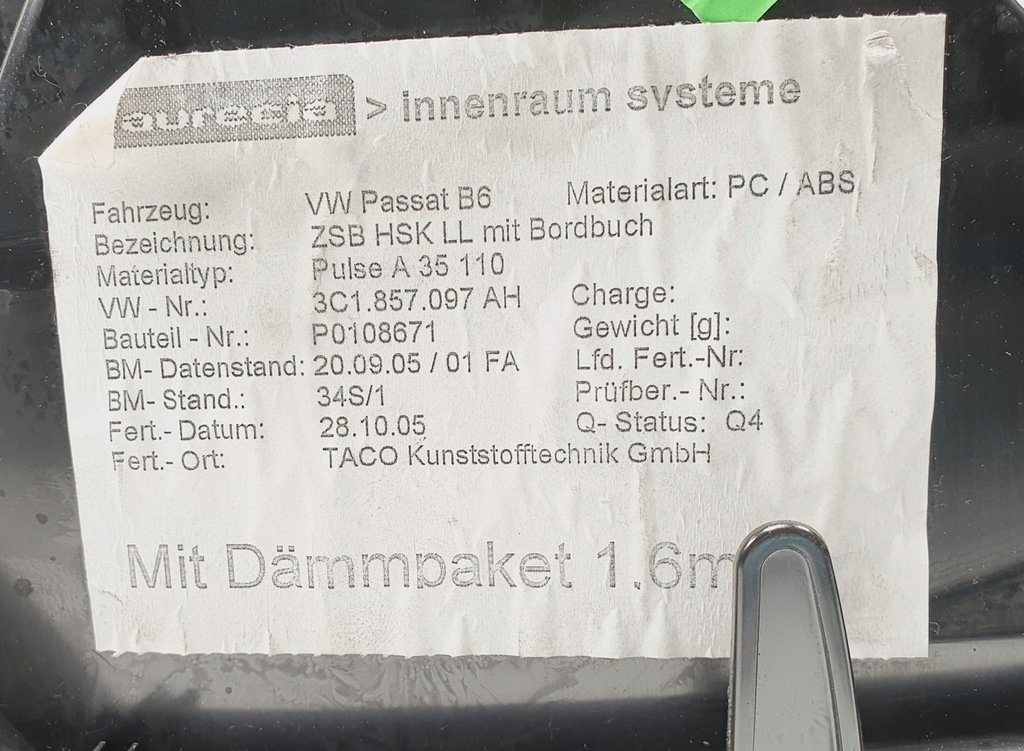 faurecia > innenraum systeme
Fahrzeug: VW Passat B6 Materialart: PC / ABS
Bezeichnung: ZSB HSK LL mit Bordbuch
Materialtyp: Pulse A 35 110
VW - Nr.: 3C1.857.097 AH Charge:
Bauteil - Nr.: P0108671 Gewicht [g]:
BM- Datenstand: 20.09.05 / 01 FA Lfd. Fert.-Nr:
BM- Stand.: 34S/1 Prüfber.- Nr.:
Fert.- Datum: 28.10.05 Q- Status: Q4
Fert.- Ort: TACO Kunststofftechnik GmbH
Mit Dämmpaket 1,6m